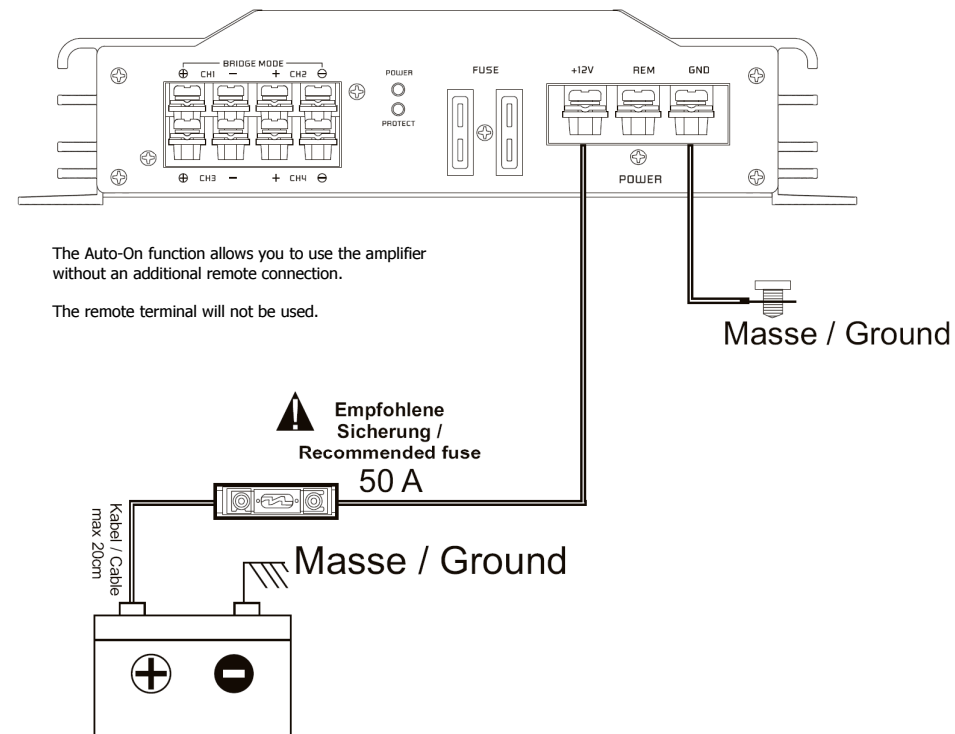 BRIDGE MODE
⊕ CH1 − + CH2 ⊖
POWER
PROTECT
FUSE
+12V REM GND
⊕ CH3 − + CH4 ⊖
POWER
The Auto-On function allows you to use the amplifier
without an additional remote connection.
The remote terminal will not be used.
Masse / Ground
Empfohlene
Sicherung /
Recommended fuse
50 A
Kabel / Cable
max 20cm
Masse / Ground
+ −